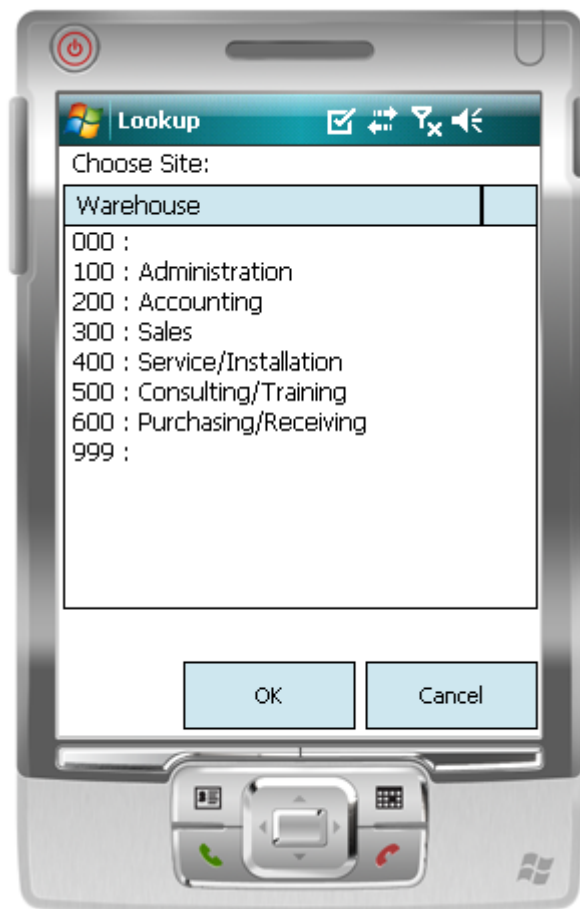 Lookup
Choose Site:
Warehouse
000 :
100 : Administration
200 : Accounting
300 : Sales
400 : Service/Installation
500 : Consulting/Training
600 : Purchasing/Receiving
999 :
OK Cancel